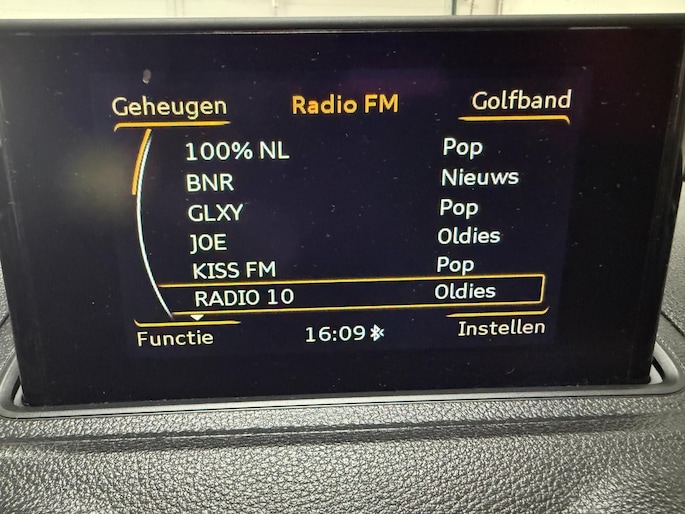 Geheugen Radio FM Golfband
100% NL Pop
BNR Nieuws
GLXY Pop
JOE Oldies
KISS FM Pop
RADIO 10 Oldies
Functie 16:09 Instellen